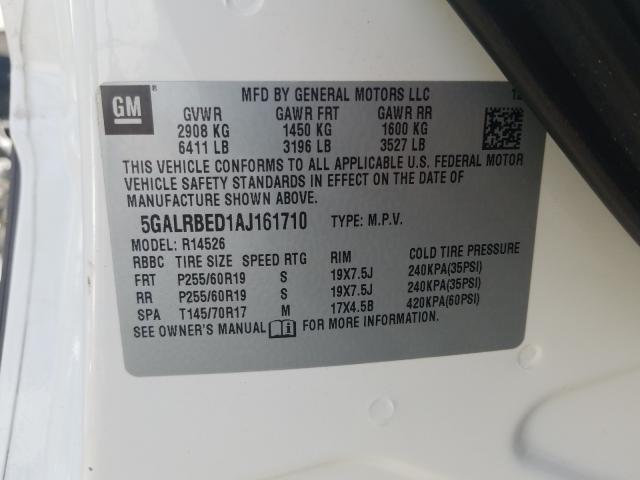 GM ®
MFD BY GENERAL MOTORS LLC 12
GVWR GAWR FRT GAWR RR
2908 KG 1450 KG 1600 KG
6411 LB 3196 LB 3527 LB
THIS VEHICLE CONFORMS TO ALL APPLICABLE U.S. FEDERAL MOTOR
VEHICLE SAFETY STANDARDS IN EFFECT ON THE DATE OF
MANUFACTURE SHOWN ABOVE.
5GALRBED1AJ161710 TYPE: M.P.V.
MODEL: R14526
RBBC TIRE SIZE SPEED RTG RIM COLD TIRE PRESSURE
FRT P255/60R19 S 19X7.5J 240KPA(35PSI)
RR P255/60R19 S 19X7.5J 240KPA(35PSI)
SPA T145/70R17 M 17X4.5B 420KPA(60PSI)
SEE OWNER'S MANUAL FOR MORE INFORMATION.